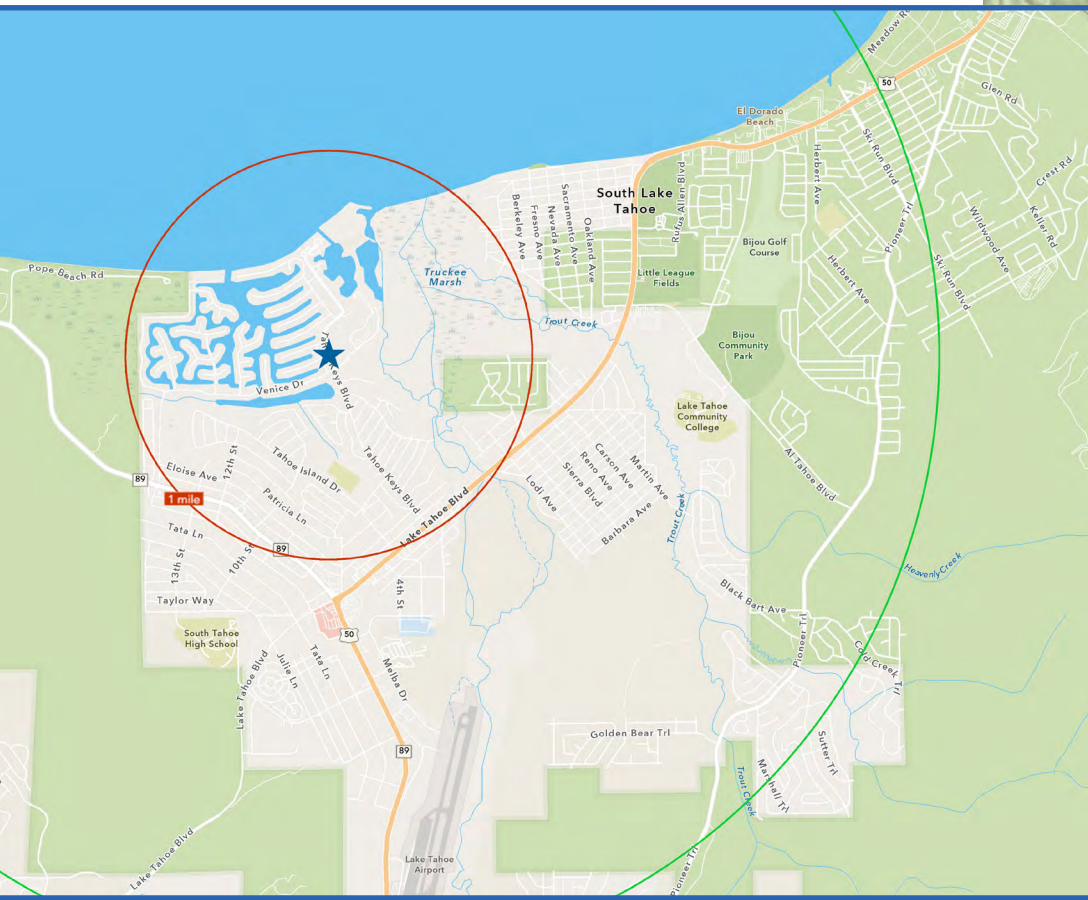 Meadow Rd
50
Glen Rd
El Dorado
Beach
Ski Run Blvd
Herbert Ave
Crest Rd
South Lake
Tahoe
Rufus Allen Blvd
Berkeley Ave
Fresno Ave
Nevada Ave
Sacramento Ave
Oakland Ave
Pioneer Trl
Wildwood Ave
Keller Rd
Bijou Golf
Course
Pope Beach Rd
Truckee
Marsh
Little League
Fields
Herbert Ave
Ski Run Blvd
Trout Creek
Bijou
Community
Park
Keys Blvd
Venice Dr
Lake Tahoe
Community
College
Eloise Ave
12th St
Tahoe Island Dr
Tahoe Keys Blvd
Carson Ave
Martin Ave
Reno Ave
Sierra Blvd
Al Tahoe Blvd
89
1 mile
Patricia Ln
Lodi Ave
Lake Tahoe Blvd
Barbara Ave
Trout Creek
Tata Ln
10th St
89
13th St
Heavenly Creek
4th St
Taylor Way
Black Bart Ave
50
South Tahoe
High School
Pioneer Trl
Cold Creek Trl
Julie Ln
Tata Ln
Melba Dr
Lake Tahoe Blvd
Golden Bear Trl
89
Sutter Trl
Marshall Trl
Trout Creek
Lake Tahoe Blvd
Lake Tahoe
Airport
Pioneer Trl